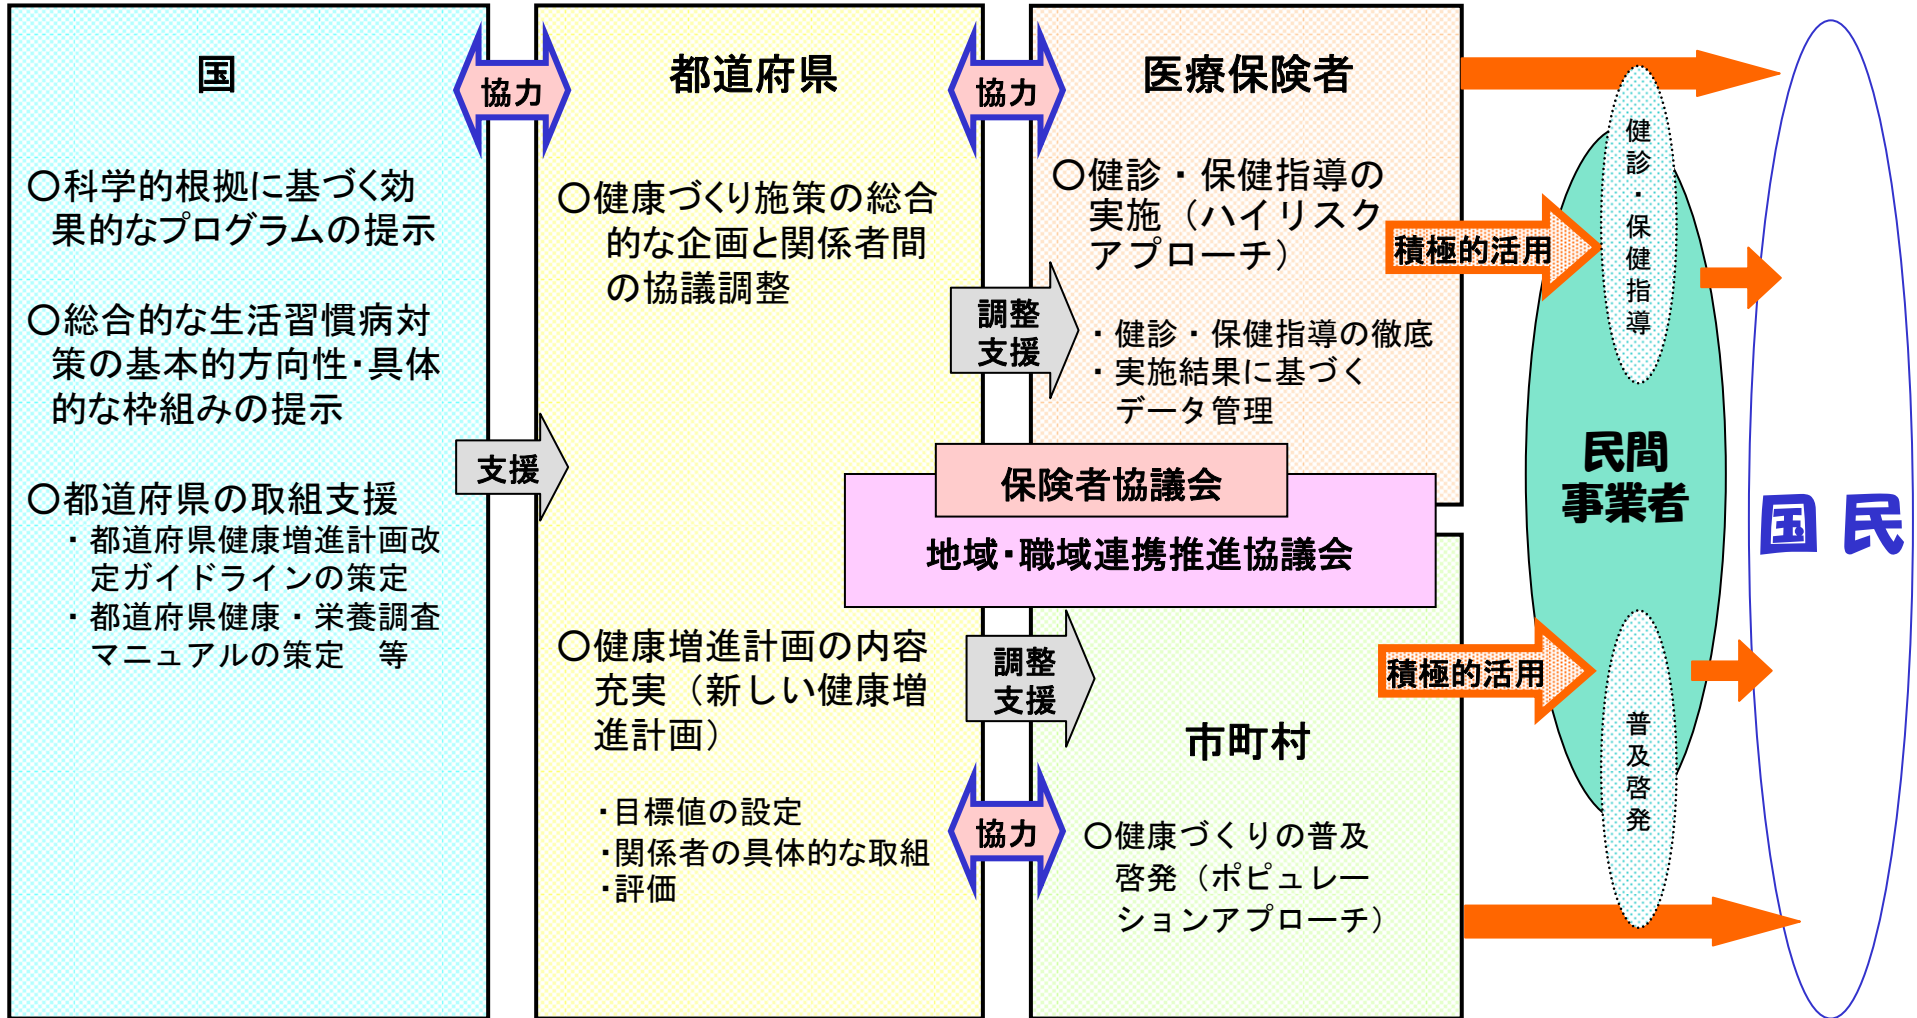 国
〇科学的根拠に基づく効
果的なプログラムの提示
〇総合的な生活習慣病対
策の基本的方向性・具体
的な枠組みの提示
〇都道府県の取組支援
・都道府県健康増進計画改
定ガイドラインの策定
・都道府県健康・栄養調査
マニュアルの策定　等
協力
支援
都道府県
〇健康づくり施策の総合
的な企画と関係者間
の協議調整
〇健康増進計画の内容
充実（新しい健康増
進計画）
・目標値の設定
・関係者の具体的な取組
・評価
協力
調整
支援
調整
支援
協力
医療保険者
〇健診・保健指導の
実施（ハイリスク
アプローチ）
・健診・保健指導の徹底
・実施結果に基づく
データ管理
保険者協議会
地域・職域連携推進協議会
市町村
〇健康づくりの普及
啓発（ポピュレー
ションアプローチ）
積極的活用
積極的活用
健診・保健指導
民間
事業者
普及啓発
国民